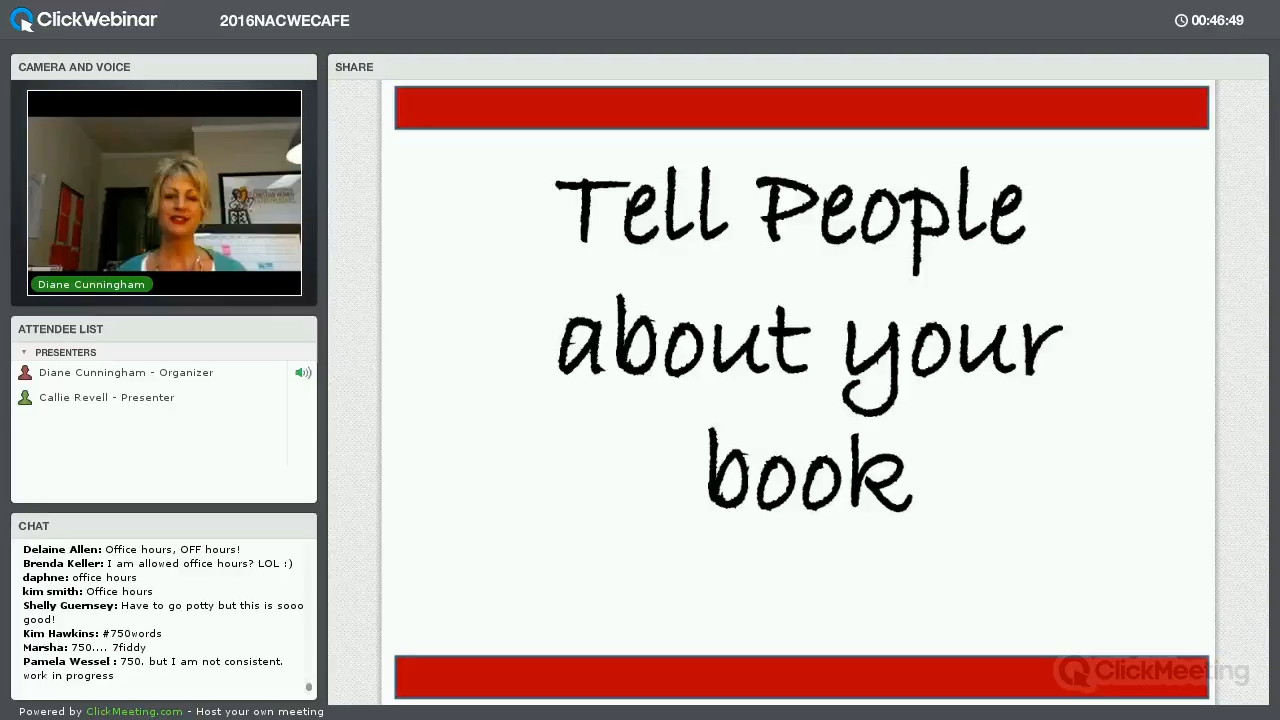 ClickWebinar
2016NACWECAFE
00:46:49
CAMERA AND VOICE
Diane Cunningham
ATTENDEE LIST
PRESENTERS
Diane Cunningham - Organizer
Callie Revell - Presenter
CHAT
Delaine Allen: Office hours, OFF hours!
Brenda Keller: I am allowed office hours? LOL :)
daphne: office hours
kim smith: Office hours
Shelly Guernsey: Have to go potty but this is sooo
good!
Kim Hawkins: #750words
Marsha: 750.... 7fiddy
Pamela Wessel : 750. but I am not consistent.
work in progress
Powered by ClickMeeting.com - Host your own meeting
SHARE
Tell People
about your
book
ClickMeeting